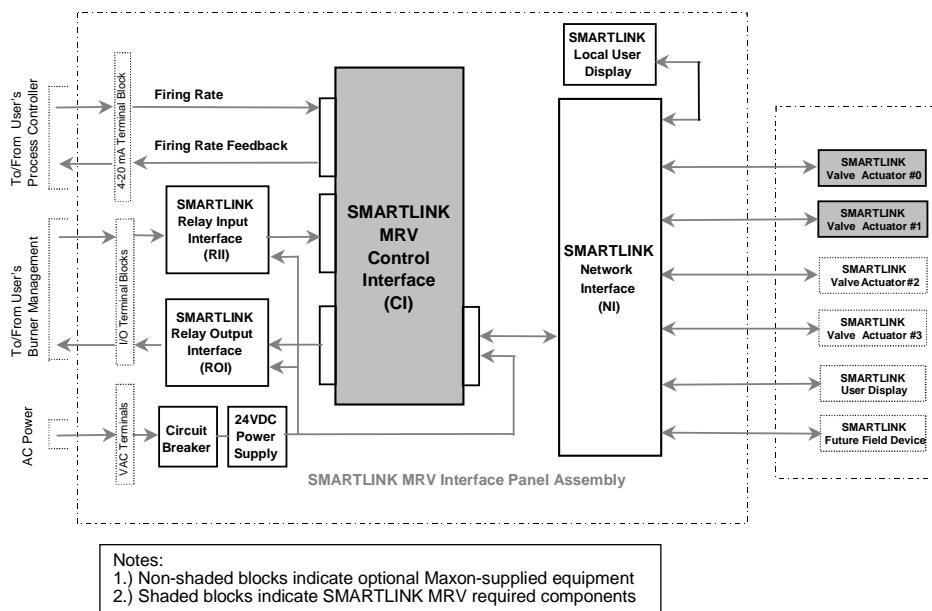 To/From User's
Process Controller
4-20 mA Terminal Block
Firing Rate
Firing Rate Feedback
SMARTLINK
Local User
Display
To/From User's
Burner Management
I/O Terminal Blocks
SMARTLINK
Relay Input
Interface
(RII)
SMARTLINK
Relay Output
Interface
(ROI)
SMARTLINK
MRV
Control
Interface
(CI)
SMARTLINK
Network
Interface
(NI)
AC Power
VAC Terminals
Circuit
Breaker
24VDC
Power
Supply
SMARTLINK MRV Interface Panel Assembly
SMARTLINK
Valve Actuator #0
SMARTLINK
Valve Actuator #1
SMARTLINK
Valve Actuator #2
SMARTLINK
Valve Actuator #3
SMARTLINK
User Display
SMARTLINK
Future Field Device
Notes:
1.) Non-shaded blocks indicate optional Maxon-supplied equipment
2.) Shaded blocks indicate SMARTLINK MRV required components